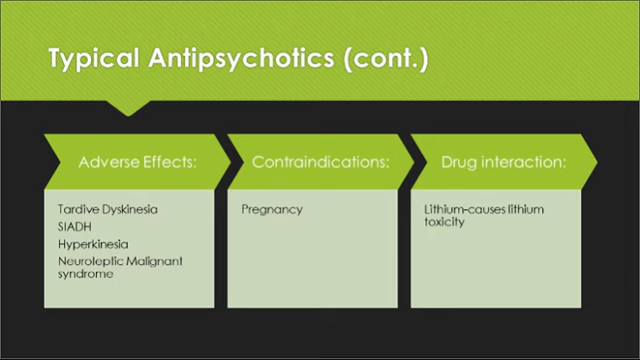 Typical Antipsychotics (cont.)
Adverse Effects:
Tardive Dyskinesia
SIADH
Hyperkinesia
Neuroleptic Malignant
syndrome
Contraindications:
Pregnancy
Drug interaction:
Lithium-causes lithium
toxicity